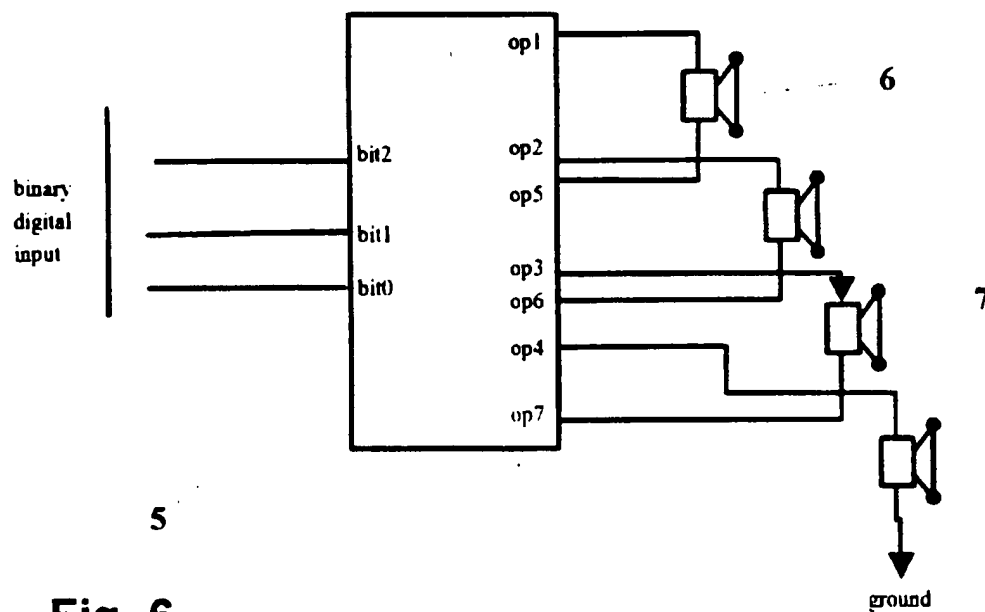 op1
6
bit2
op2
binary
digital
input
op5
bit1
op3
bit0
op6
7
op4
op7
5
ground
Fig. 6